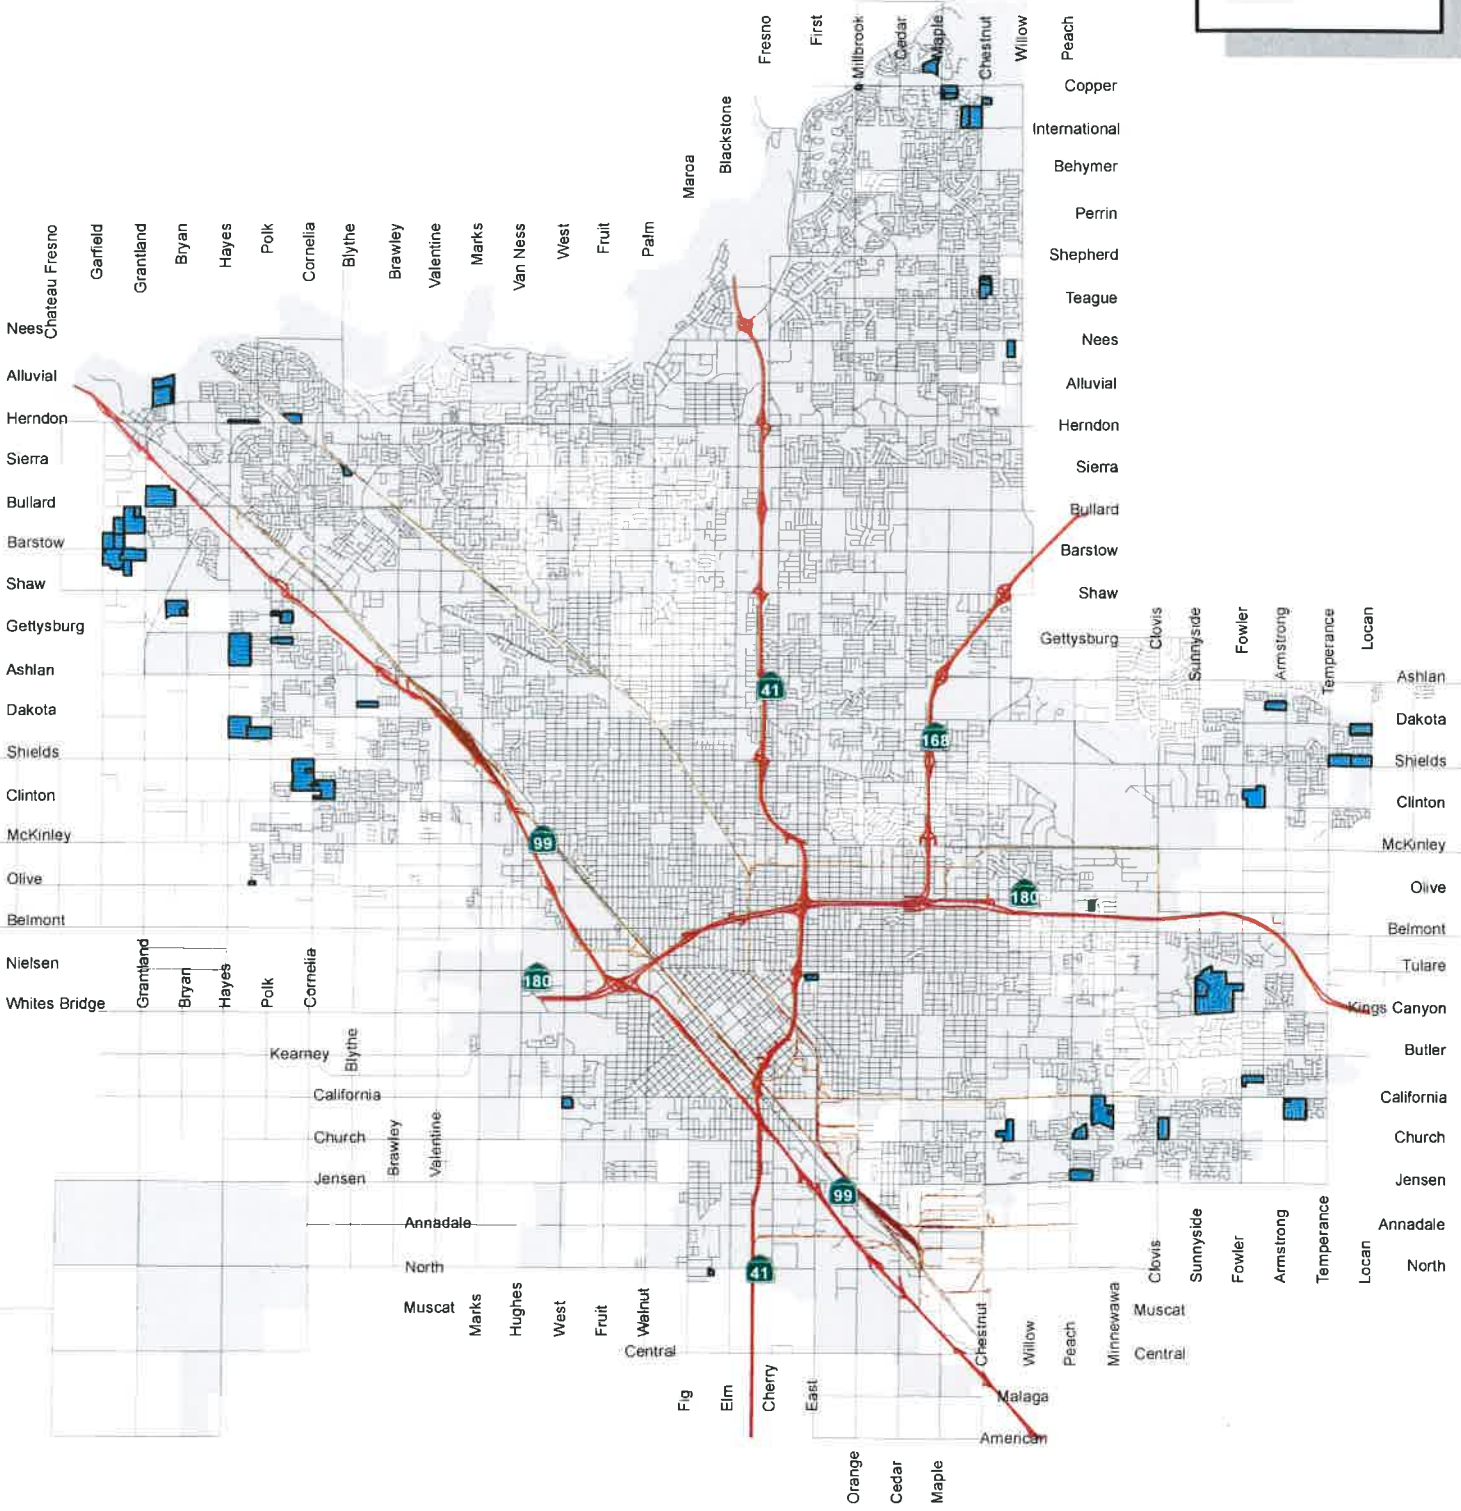 Fresno
First
Millbrook
Cedar
Maple
Chestnut
Willow
Peach
Copper
International
Behymer
Perrin
Shepherd
Teague
Nees
Alluvial
Herndon
Sierra
Bullard
Barstow
Shaw
Gettysburg
Blackstone
Maroa
Chateau Fresno
Garfield
Grantland
Bryan
Hayes
Polk
Cornelia
Blythe
Brawley
Valentine
Marks
Van Ness
West
Fruit
Palm
Nees
Alluvial
Herndon
Sierra
Bullard
Barstow
Shaw
Gettysburg
Ashlan
Dakota
Shields
Clinton
McKinley
Olive
Belmont
Nielsen
Whites Bridge
Clovis
Sunnyside
Fowler
Armstrong
Temperance
Locan
Ashlan
Dakota
Shields
Clinton
McKinley
Olive
Belmont
Tulare
Kings Canyon
Butler
California
Church
Jensen
Annadale
North
41
168
99
180
180
99
41
Grantland
Bryan
Hayes
Polk
Cornelia
Kearney
Blythe
California
Church
Brawley
Valentine
Jensen
Annadale
North
Muscat
Marks
Hughes
West
Fruit
Walnut
Central
Fig
Elm
Cherry
East
Orange
Cedar
Maple
Chestnut
Willow
Peach
Minnewawa
Clovis
Sunnyside
Fowler
Armstrong
Temperance
Locan
Muscat
Central
Malaga
American